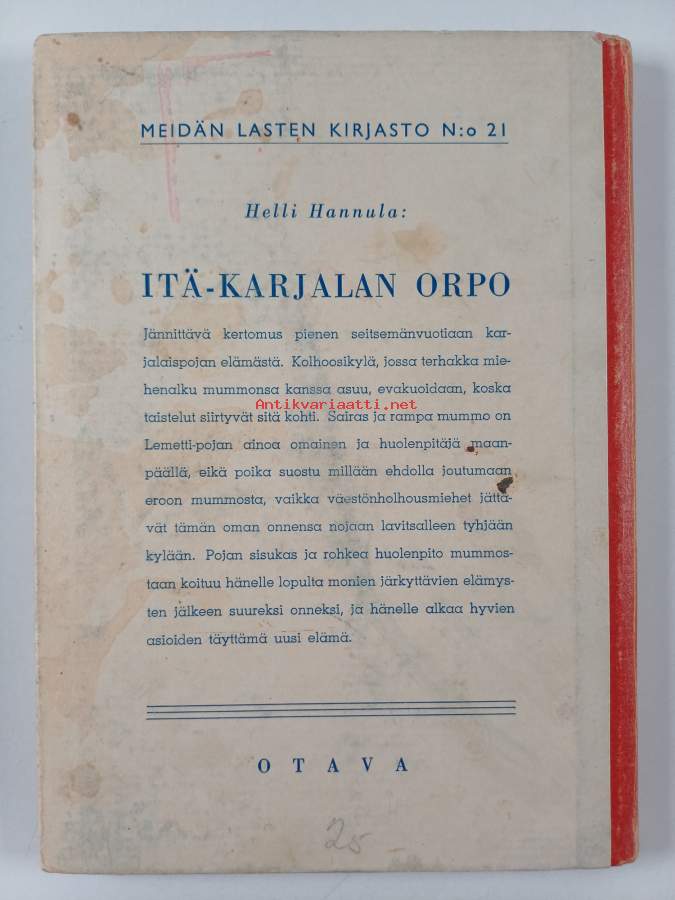 MEIDÄN LASTEN KIRJASTO N:o 21
Helli Hannula:
ITÄ-KARJALAN ORPO
Jännittävä kertomus pienen seitsemänvuotiaan kar-
jalaispojan elämästä. Kolhoosikylä, jossa terhakka mie-
henalku mummonsa kanssa asuu, evakuoidaan, koska
taistelut siirtyvät sitä kohti. Sairas ja rampa mummo on
Antikvariaatti.net
Lemetti-pojan ainoa omainen ja huolenpitäjä maan-
päällä, eikä poika suostu millään ehdolla joutumaan
eroon mummosta, vaikka väestönholhousmiehet jättä-
vät tämän oman onnensa nojaan lavitsalleen tyhjään
kylään. Pojan sisukas ja rohkea huolenpito mummos-
taan koituu hänelle lopulta monien järkyttävien elämys-
ten jälkeen suureksi onneksi, ja hänelle alkaa hyvien
asioiden täyttämä uusi elämä.
OTAVA
25